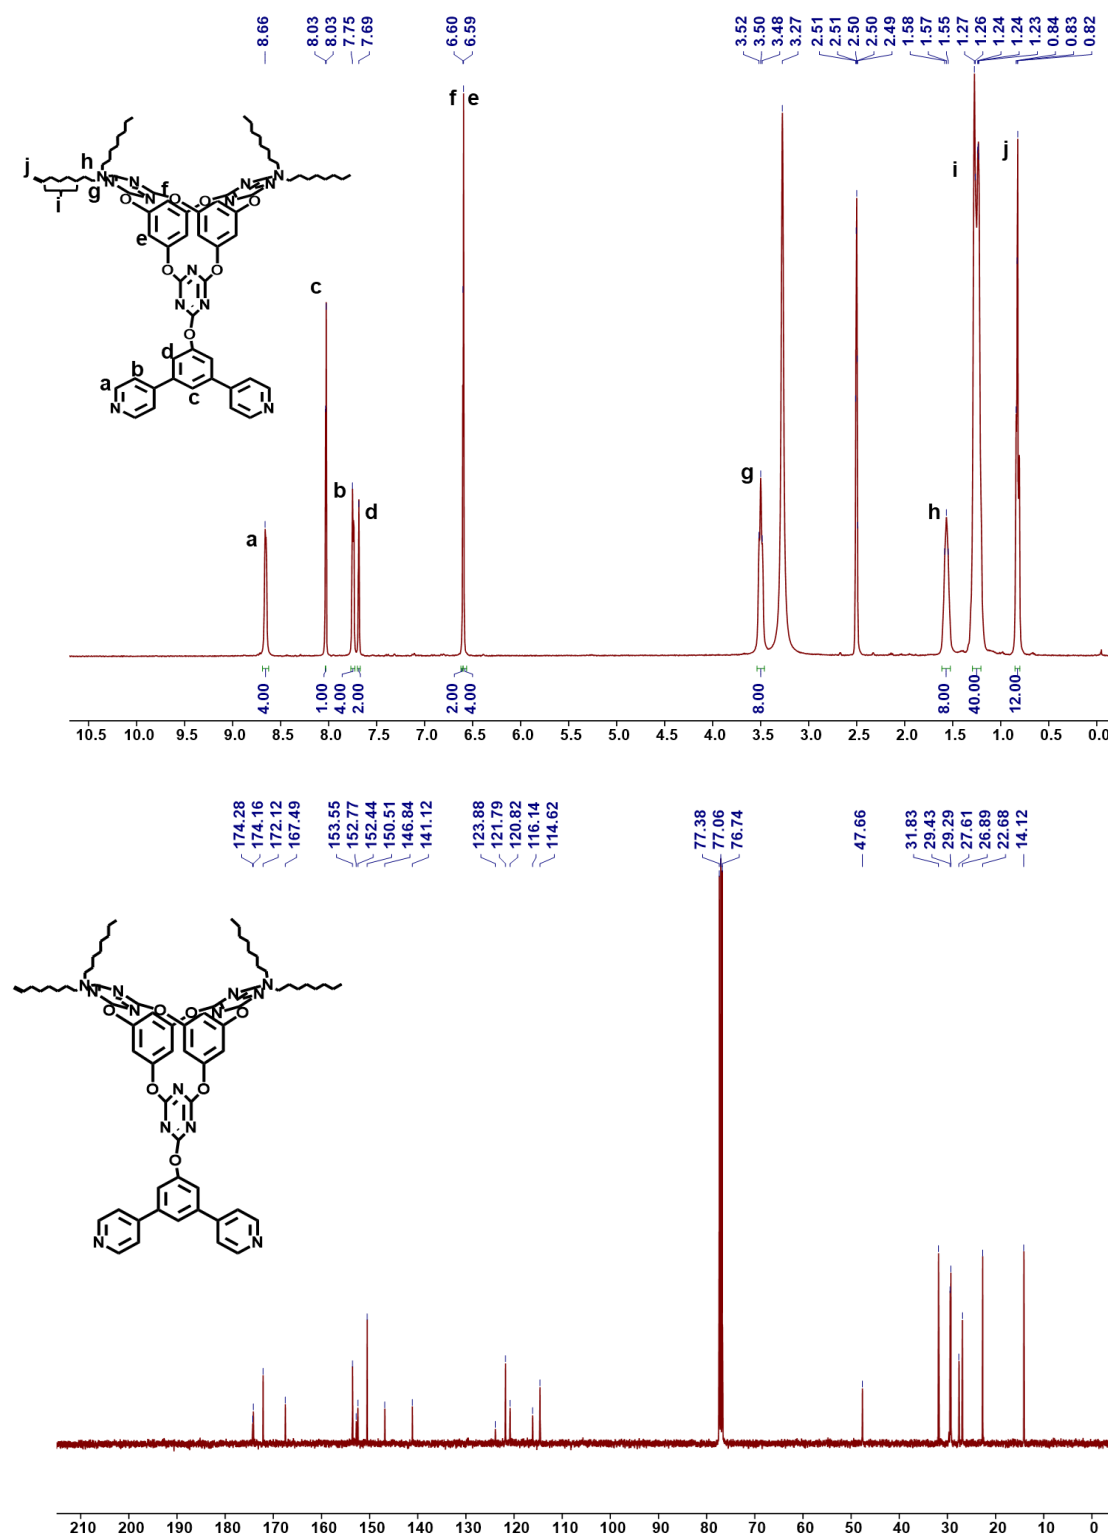 8.66 8.03 8.03 7.75 7.69 6.60 6.59 3.52 3.50 3.48 3.27 2.51 2.51 2.50 2.50 2.49 1.58 1.57 1.55 1.27 1.26 1.24 1.24 1.23 0.84 0.83 0.82
f e
j h N N N N N
g N f O O N N
i O O
e
O N O
N N
O
d
b
a c
N N
c
b d
a
g
h
i
j
4.00 1.00 4.00 2.00 2.00 4.00 8.00 8.00 40.00 12.00
10.5 10.0 9.5 9.0 8.5 8.0 7.5 7.0 6.5 6.0 5.5 5.0 4.5 4.0 3.5 3.0 2.5 2.0 1.5 1.0 0.5 0.0
174.28 174.16 172.12 167.49 153.55 152.77 152.44 150.51 146.84 141.12 123.88 121.79 120.82 116.14 114.62 77.38 77.06 76.74 47.66 31.83 29.43 29.29 27.61 26.89 22.68 14.12
N N N N N N
N O O N
O O
O N O
N N
O
N N
210 200 190 180 170 160 150 140 130 120 110 100 90 80 70 60 50 40 30 20 10 0